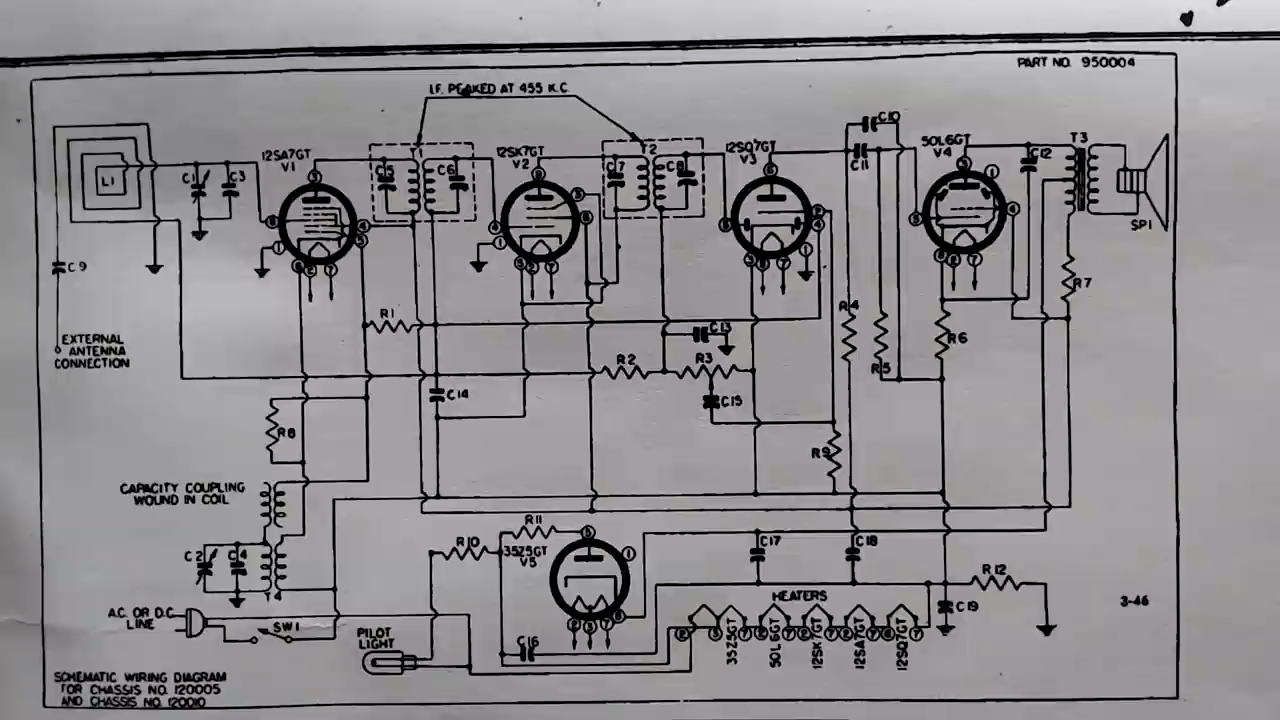 PART NO. 950004
I.F. PEAKED AT 455 K.C.
12SA7GT
V1
T1
12SK7GT
V2
T2
12SQ7GT
V3
C10
50L6GT
V4
T3
L1
C1
C3
C5
C6
C7
C8
C11
C12
SP1
C9
EXTERNAL
ANTENNA
CONNECTION
R1
C13
R4
R5
R6
R7
R2
R3
C14
C15
R8
R9
CAPACITY COUPLING
WOUND IN COIL
C2
C4
T4
R10
R11
35Z5GT
V5
C17
C18
R12
HEATERS
C19
3-46
A.C. OR D.C.
LINE
SW1
PILOT
LIGHT
C16
35Z5GT
50L6GT
12SK7GT
12SA7GT
12SQ7GT
SCHEMATIC WIRING DIAGRAM
FOR CHASSIS NO. 120005
AND CHASSIS NO. 120010